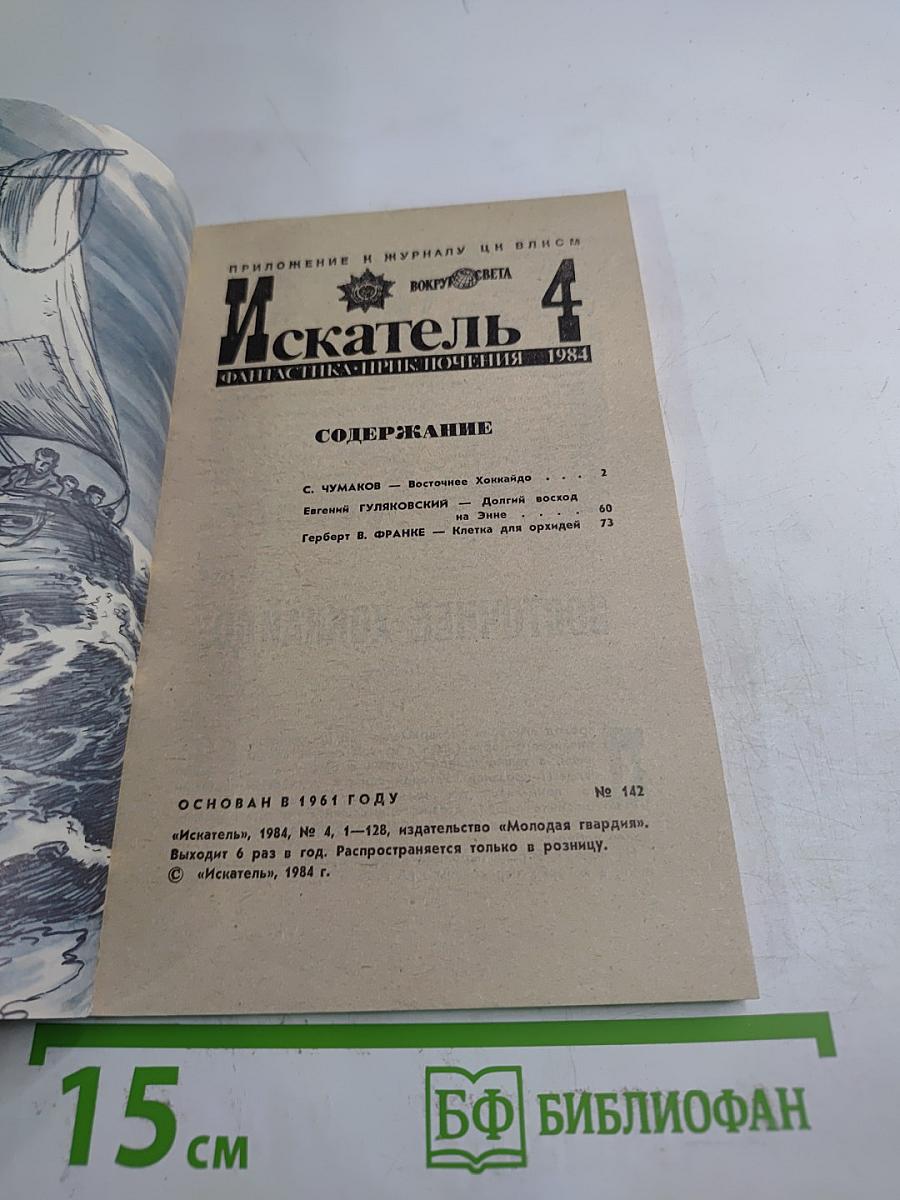 ПРИЛОЖЕНИЕ К ЖУРНАЛУ ЦК ВЛКСМ
ВОКРУГ СВЕТА
Искатель 4
ФАНТАСТИКА • ПРИКЛЮЧЕНИЯ 1984
СОДЕРЖАНИЕ
С. ЧУМАКОВ — Восточнее Хоккайдо . . . 2
Евгений ГУЛЯКОВСКИЙ — Долгий восход
на Энне . . . . 60
Герберт В. ФРАНКЕ — Клетка для орхидей 73
ОСНОВАН В 1961 ГОДУ № 142
«Искатель», 1984, № 4, 1—128, издательство «Молодая гвардия».
Выходит 6 раз в год. Распространяется только в розницу.
© «Искатель», 1984 г.
15 см
БФ БИБЛИОФАН